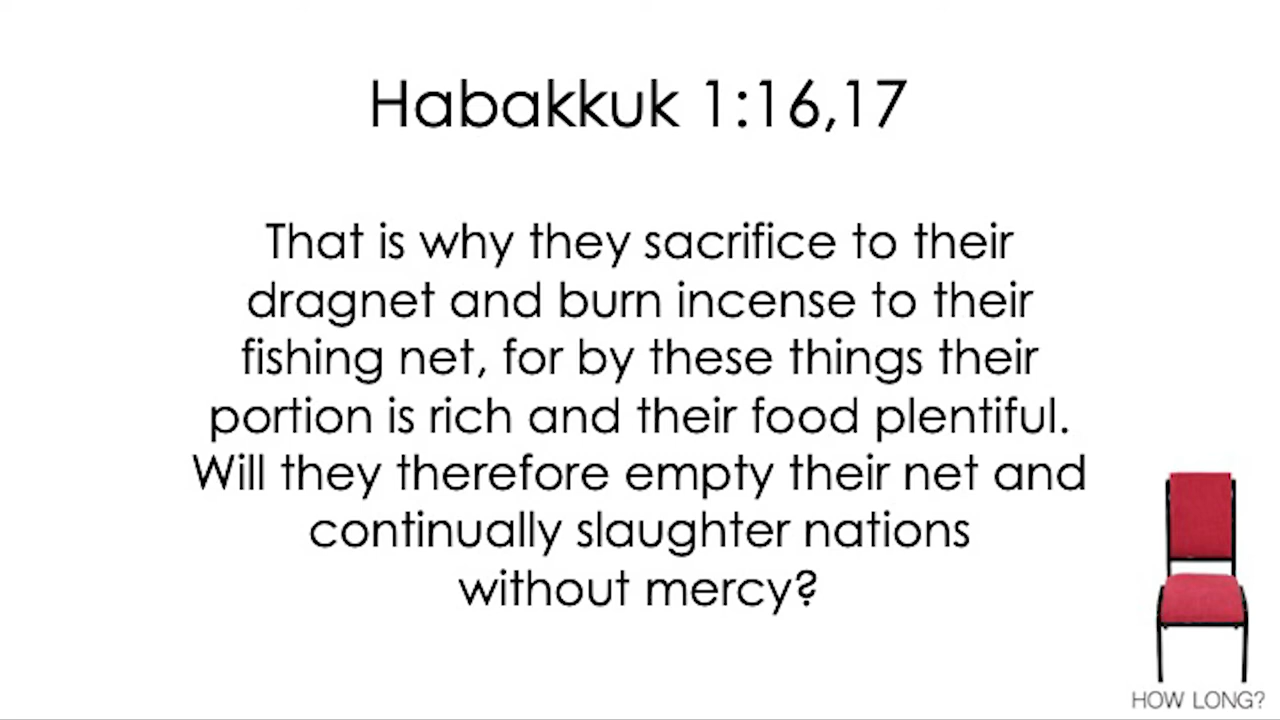 Habakkuk 1:16,17
That is why they sacrifice to their
dragnet and burn incense to their
fishing net, for by these things their
portion is rich and their food plentiful.
Will they therefore empty their net and
continually slaughter nations
without mercy?
HOW LONG?